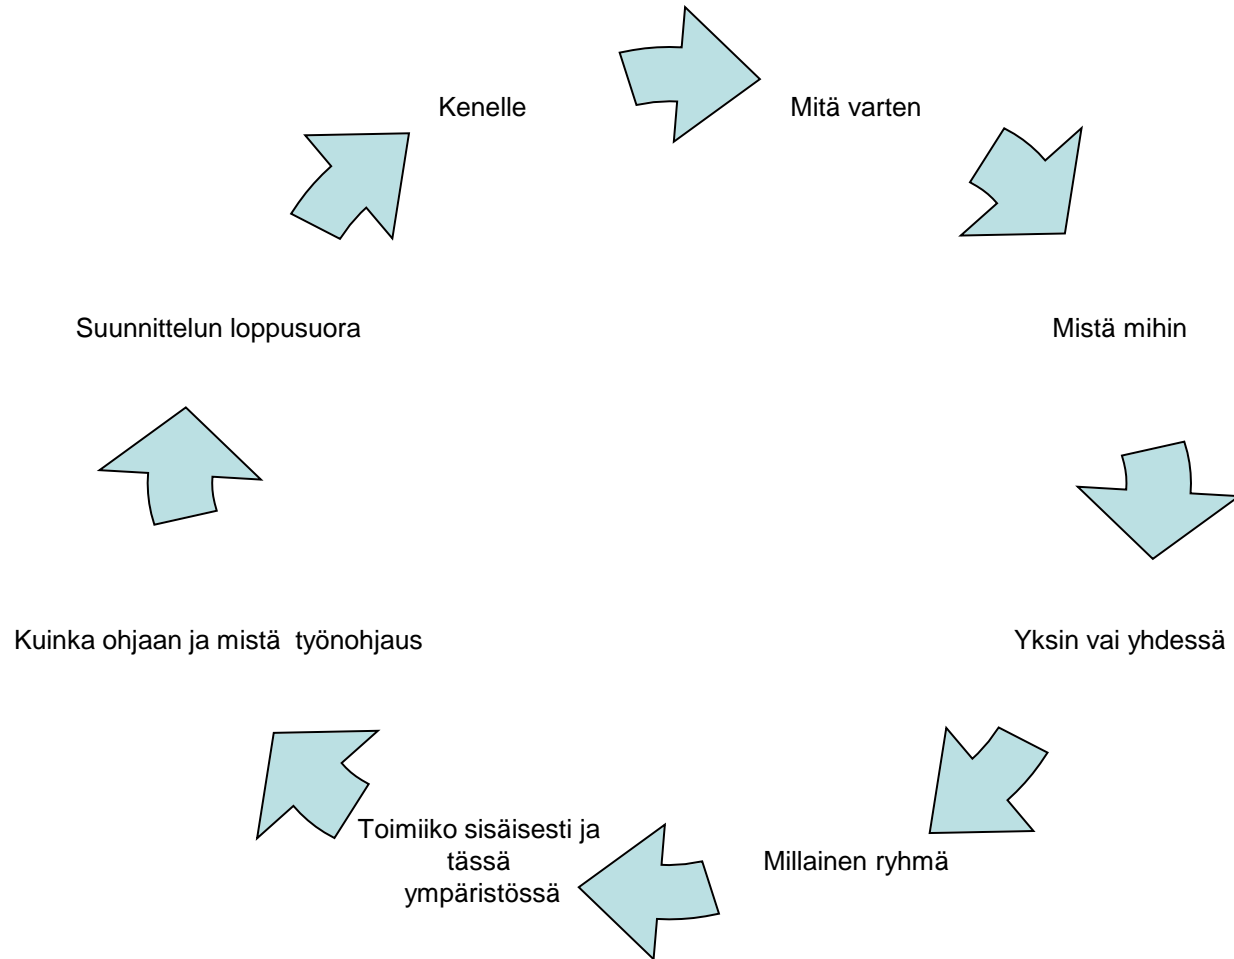 Kenelle
Mitä varten
Mistä mihin
Yksin vai yhdessä
Millainen ryhmä
Toimiiko sisäisesti ja
tässä
ympäristössä
Kuinka ohjaan ja mistä työnohjaus
Suunnittelun loppusuora